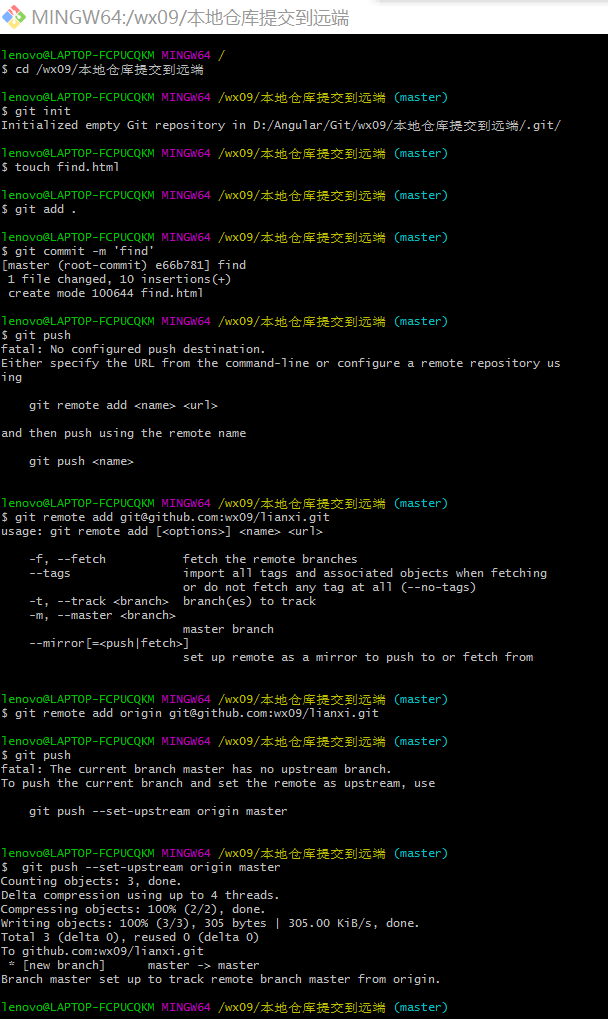 MINGW64:/wx09/本地仓库提交到远端
lenovo@LAPTOP-FCPUCQKM MINGW64 /
$ cd /wx09/本地仓库提交到远端
lenovo@LAPTOP-FCPUCQKM MINGW64 /wx09/本地仓库提交到远端 (master)
$ git init
Initialized empty Git repository in D:/Angular/Git/wx09/本地仓库提交到远端/.git/
lenovo@LAPTOP-FCPUCQKM MINGW64 /wx09/本地仓库提交到远端 (master)
$ touch find.html
lenovo@LAPTOP-FCPUCQKM MINGW64 /wx09/本地仓库提交到远端 (master)
$ git add .
lenovo@LAPTOP-FCPUCQKM MINGW64 /wx09/本地仓库提交到远端 (master)
$ git commit -m 'find'
[master (root-commit) e66b781] find
 1 file changed, 10 insertions(+)
 create mode 100644 find.html
lenovo@LAPTOP-FCPUCQKM MINGW64 /wx09/本地仓库提交到远端 (master)
$ git push
fatal: No configured push destination.
Either specify the URL from the command-line or configure a remote repository us
ing
    git remote add <name> <url>
and then push using the remote name
    git push <name>
lenovo@LAPTOP-FCPUCQKM MINGW64 /wx09/本地仓库提交到远端 (master)
$ git remote add git@github.com:wx09/lianxi.git
usage: git remote add [<options>] <name> <url>
    -f, --fetch           fetch the remote branches
    --tags                import all tags and associated objects when fetching
                          or do not fetch any tag at all (--no-tags)
    -t, --track <branch>  branch(es) to track
    -m, --master <branch>
                          master branch
    --mirror[=<push|fetch>]
                          set up remote as a mirror to push to or fetch from
lenovo@LAPTOP-FCPUCQKM MINGW64 /wx09/本地仓库提交到远端 (master)
$ git remote add origin git@github.com:wx09/lianxi.git
lenovo@LAPTOP-FCPUCQKM MINGW64 /wx09/本地仓库提交到远端 (master)
$ git push
fatal: The current branch master has no upstream branch.
To push the current branch and set the remote as upstream, use
    git push --set-upstream origin master
lenovo@LAPTOP-FCPUCQKM MINGW64 /wx09/本地仓库提交到远端 (master)
$  git push --set-upstream origin master
Counting objects: 3, done.
Delta compression using up to 4 threads.
Compressing objects: 100% (2/2), done.
Writing objects: 100% (3/3), 305 bytes | 305.00 KiB/s, done.
Total 3 (delta 0), reused 0 (delta 0)
To github.com:wx09/lianxi.git
 * [new branch]      master -> master
Branch master set up to track remote branch master from origin.
lenovo@LAPTOP-FCPUCQKM MINGW64 /wx09/本地仓库提交到远端 (master)